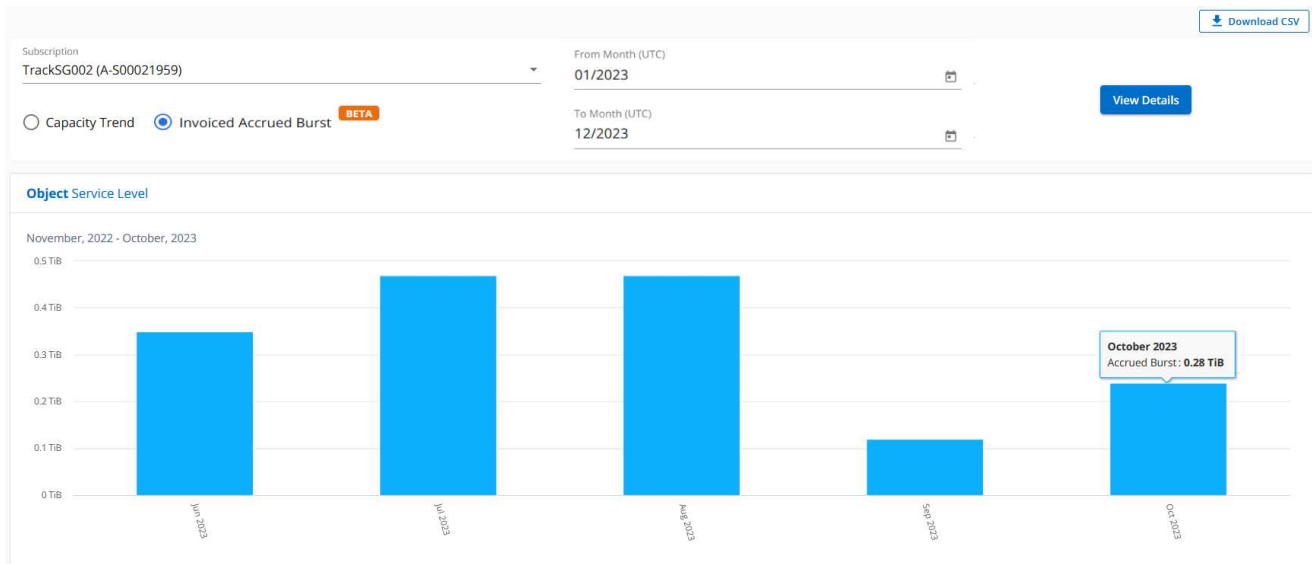 Download CSV
Subscription
TrackSG002 (A-S00021959)
From Month (UTC)
01/2023
View Details
Capacity Trend
Invoiced Accrued Burst
BETA
To Month (UTC)
12/2023
Object Service Level
November, 2022 - October, 2023
0.5 TiB
0.4 TiB
0.3 TiB
0.2 TiB
0.1 TiB
0 TiB
October 2023
Accrued Burst: 0.28 TiB
Jun 2023
Jul 2023
Aug 2023
Sep 2023
Oct 2023